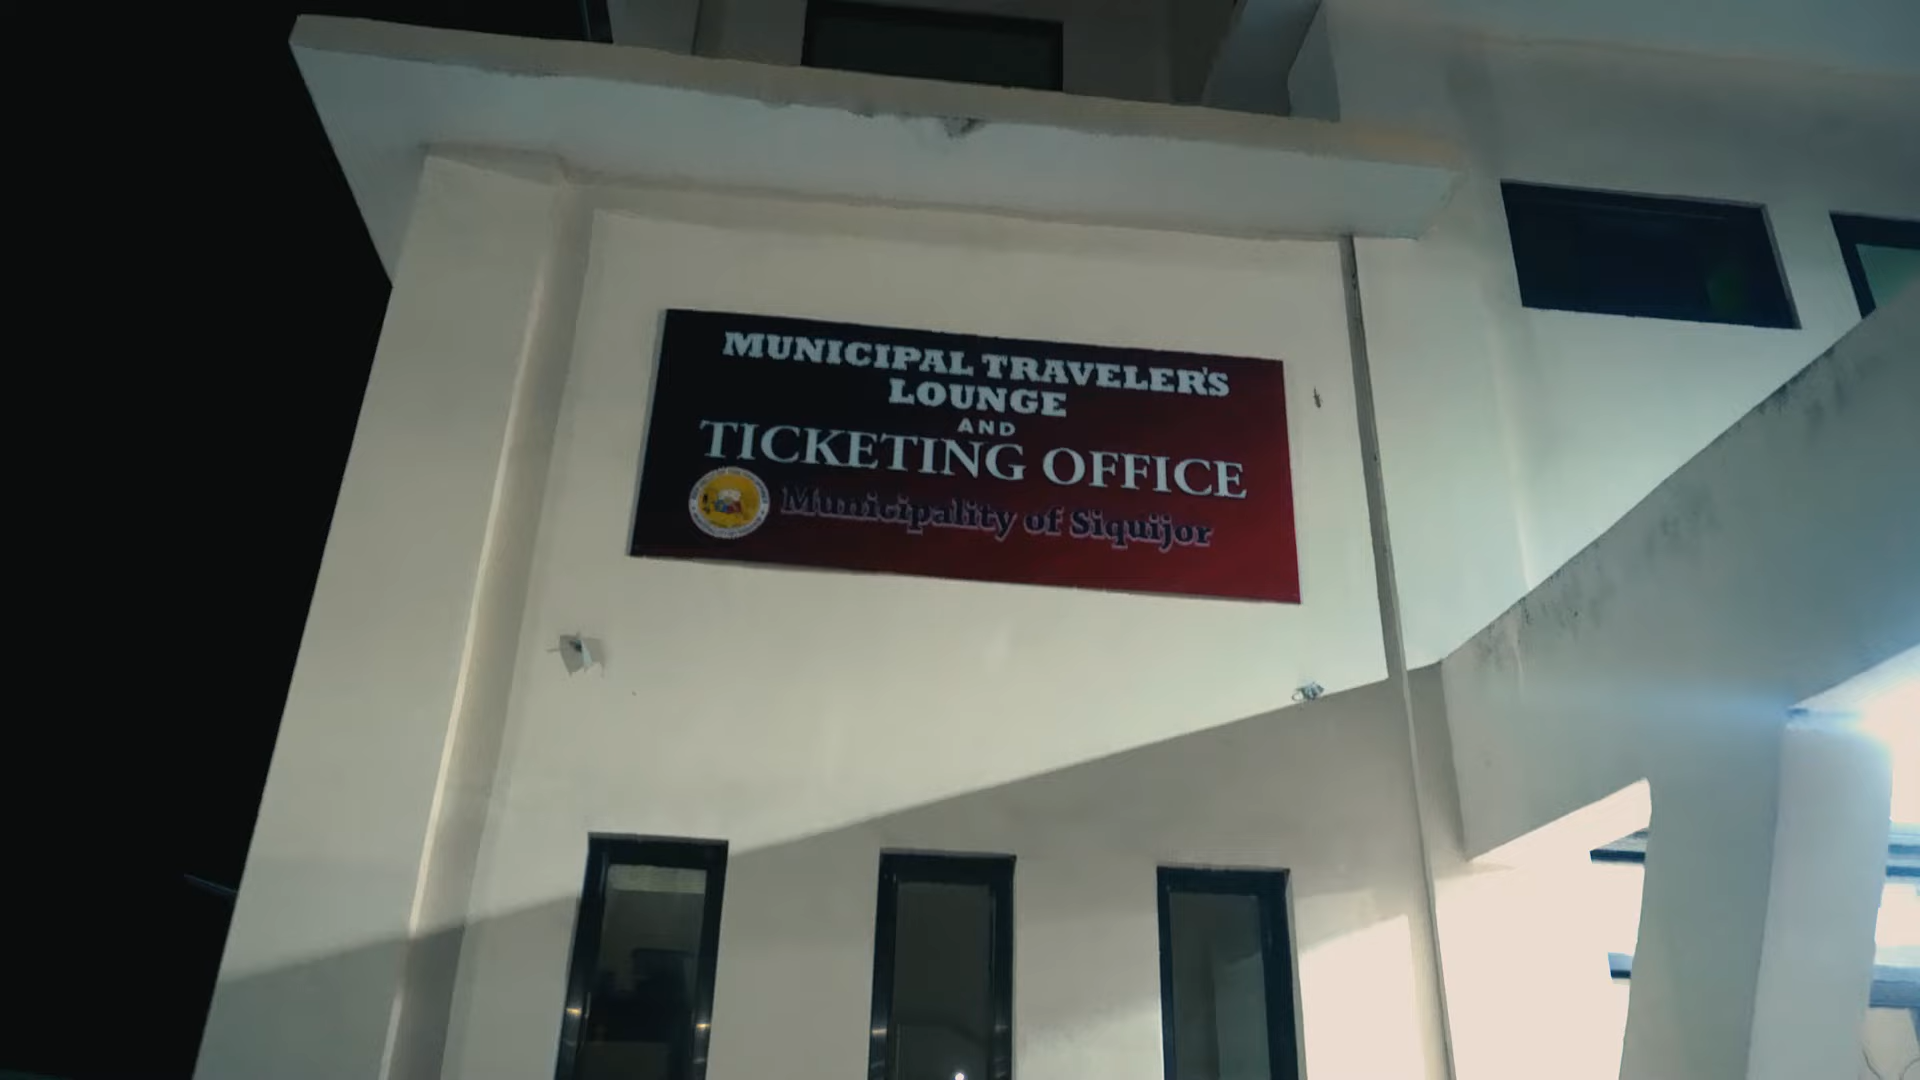 MUNICIPAL TRAVELER'S
LOUNGE
AND
TICKETING OFFICE
Municipality of Siquijor